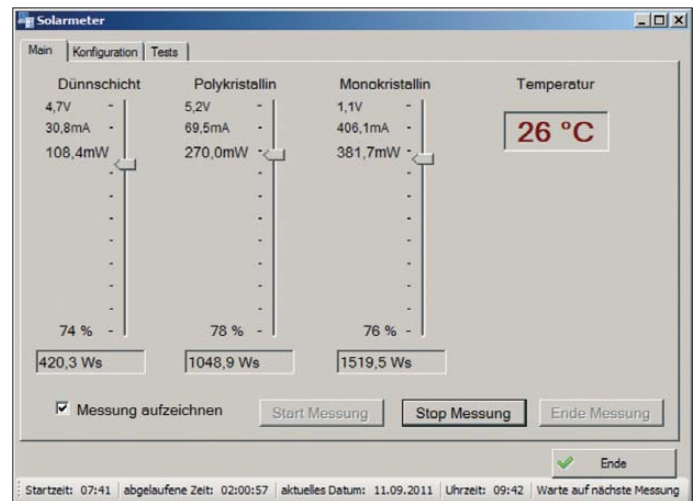 Solarmeter
Main Konfiguration Tests
Dünnschicht Polykristallin Monokristallin Temperatur
4,7V 5,2V 1,1V
30,8mA 69,5mA 406,1mA 26 °C
108,4mW 270,0mW 381,7mW
74 % 78 % 76 %
420,3 Ws 1048,9 Ws 1519,5 Ws
Messung aufzeichnen Start Messung Stop Messung Ende Messung
Ende
Startzeit: 07:41 abgelaufene Zeit: 02:00:57 aktuelles Datum: 11.09.2011 Uhrzeit: 09:42 Warte auf nächste Messung